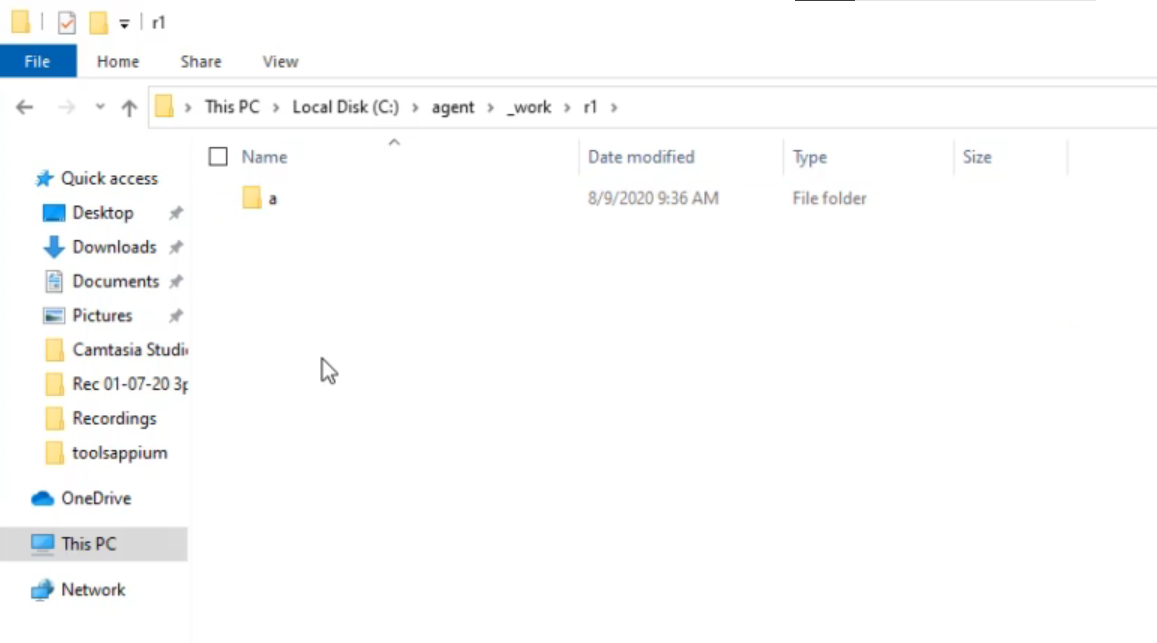 r1
File Home Share View
This PC Local Disk (C:) agent _work r1
Name Date modified Type Size
a 8/9/2020 9:36 AM File folder
Quick access
Desktop
Downloads
Documents
Pictures
Camtasia Studi
Rec 01-07-20 3p
Recordings
toolsappium
OneDrive
This PC
Network